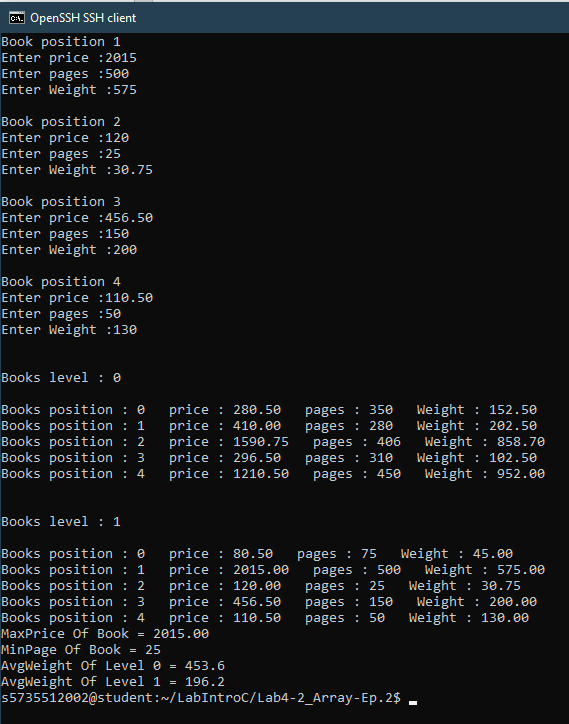 OpenSSH SSH client
Book position 1
Enter price :2015
Enter pages :500
Enter Weight :575
Book position 2
Enter price :120
Enter pages :25
Enter Weight :30.75
Book position 3
Enter price :456.50
Enter pages :150
Enter Weight :200
Book position 4
Enter price :110.50
Enter pages :50
Enter Weight :130
Books level : 0
Books position : 0   price : 280.50   pages : 350   Weight : 152.50
Books position : 1   price : 410.00   pages : 280   Weight : 202.50
Books position : 2   price : 1590.75   pages : 406   Weight : 858.70
Books position : 3   price : 296.50   pages : 310   Weight : 102.50
Books position : 4   price : 1210.50   pages : 450   Weight : 952.00
Books level : 1
Books position : 0   price : 80.50   pages : 75   Weight : 45.00
Books position : 1   price : 2015.00   pages : 500   Weight : 575.00
Books position : 2   price : 120.00   pages : 25   Weight : 30.75
Books position : 3   price : 456.50   pages : 150   Weight : 200.00
Books position : 4   price : 110.50   pages : 50   Weight : 130.00
MaxPrice Of Book = 2015.00
MinPage Of Book = 25
AvgWeight Of Level 0 = 453.6
AvgWeight Of Level 1 = 196.2
s5735512002@student:~/LabIntroC/Lab4-2_Array-Ep.2$